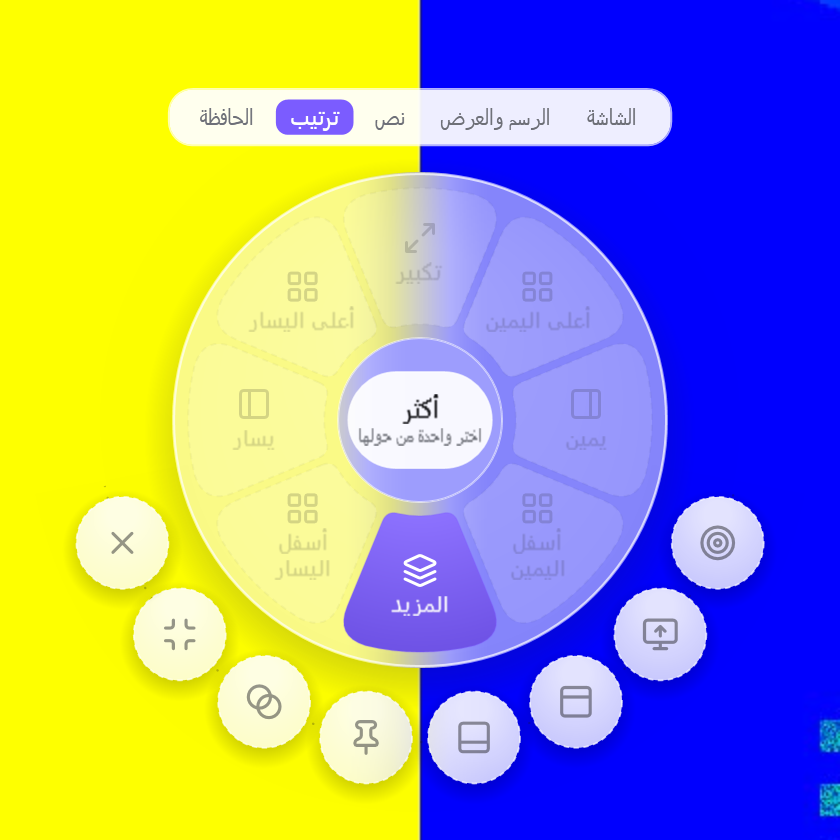 الشاشة الرسم والعرض نص ترتيب الحافظة
تكبير
أعلى اليمين
أعلى اليسار
يمين
أكثر
اختر واحدة من حولها
يسار
أسفل
اليمين
أسفل
اليسار
المزيد